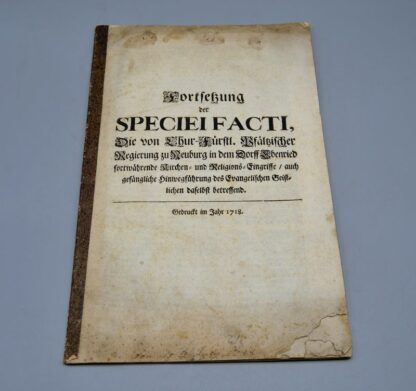 Fortsetzung
der
SPECIEI FACTI,
Die von Chur-Fürstl. Pfältzischer
Regierung zu Neuburg in dem Dorff Ebenried
fortwährende Kirchen- und Religions-Eingriffe / auch
gefängliche Hinwegführung des Evangelischen Geist-
lichen daselbst betreffend.
Gedruckt im Jahr 1718.